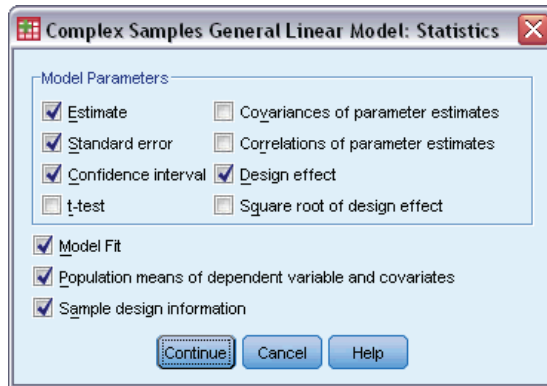 Complex Samples General Linear Model: Statistics
Model Parameters
Estimate
Covariances of parameter estimates
Standard error
Correlations of parameter estimates
Confidence interval
Design effect
t-test
Square root of design effect
Model Fit
Population means of dependent variable and covariates
Sample design information
Continue
Cancel
Help